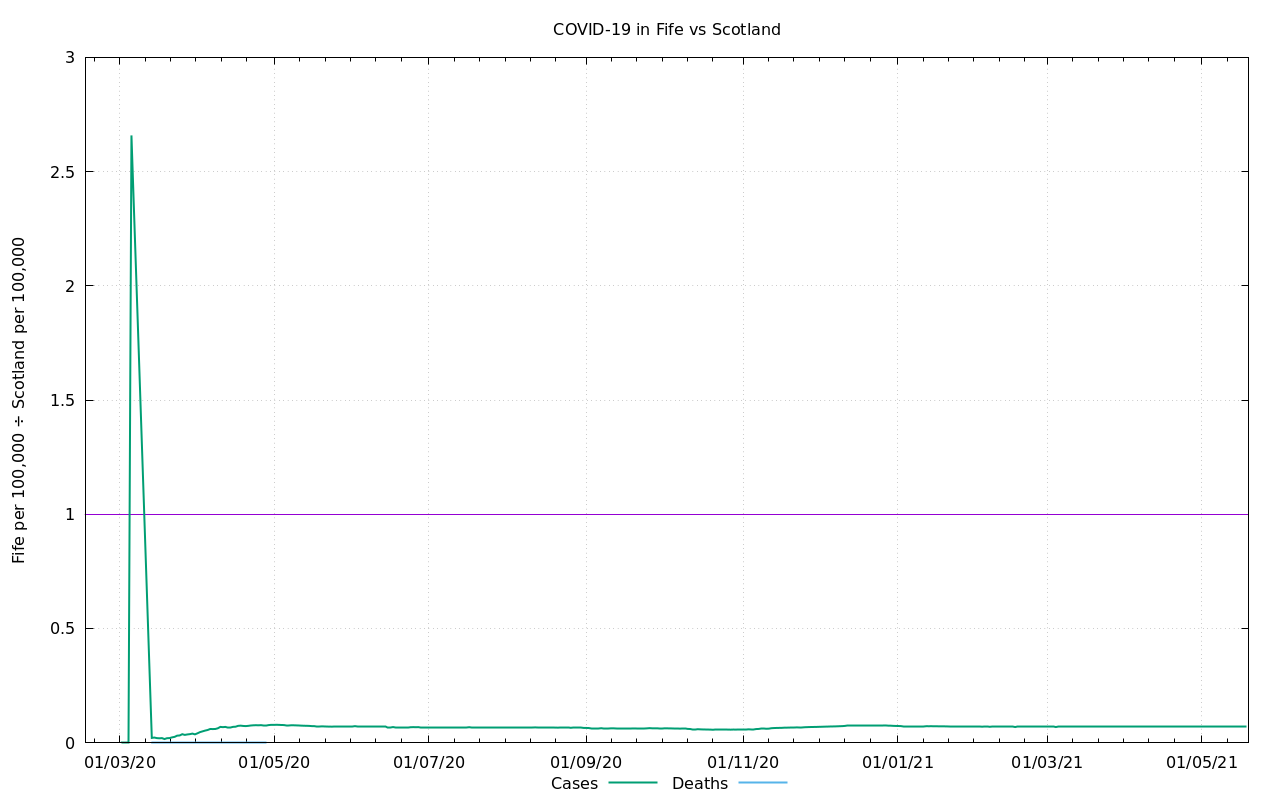 COVID-19 in Fife vs Scotland
Fife per 100,000 ÷ Scotland per 100,000
3
2.5
2
1.5
1
0.5
0
01/03/20 01/05/20 01/07/20 01/09/20 01/11/20 01/01/21 01/03/21 01/05/21
Cases Deaths